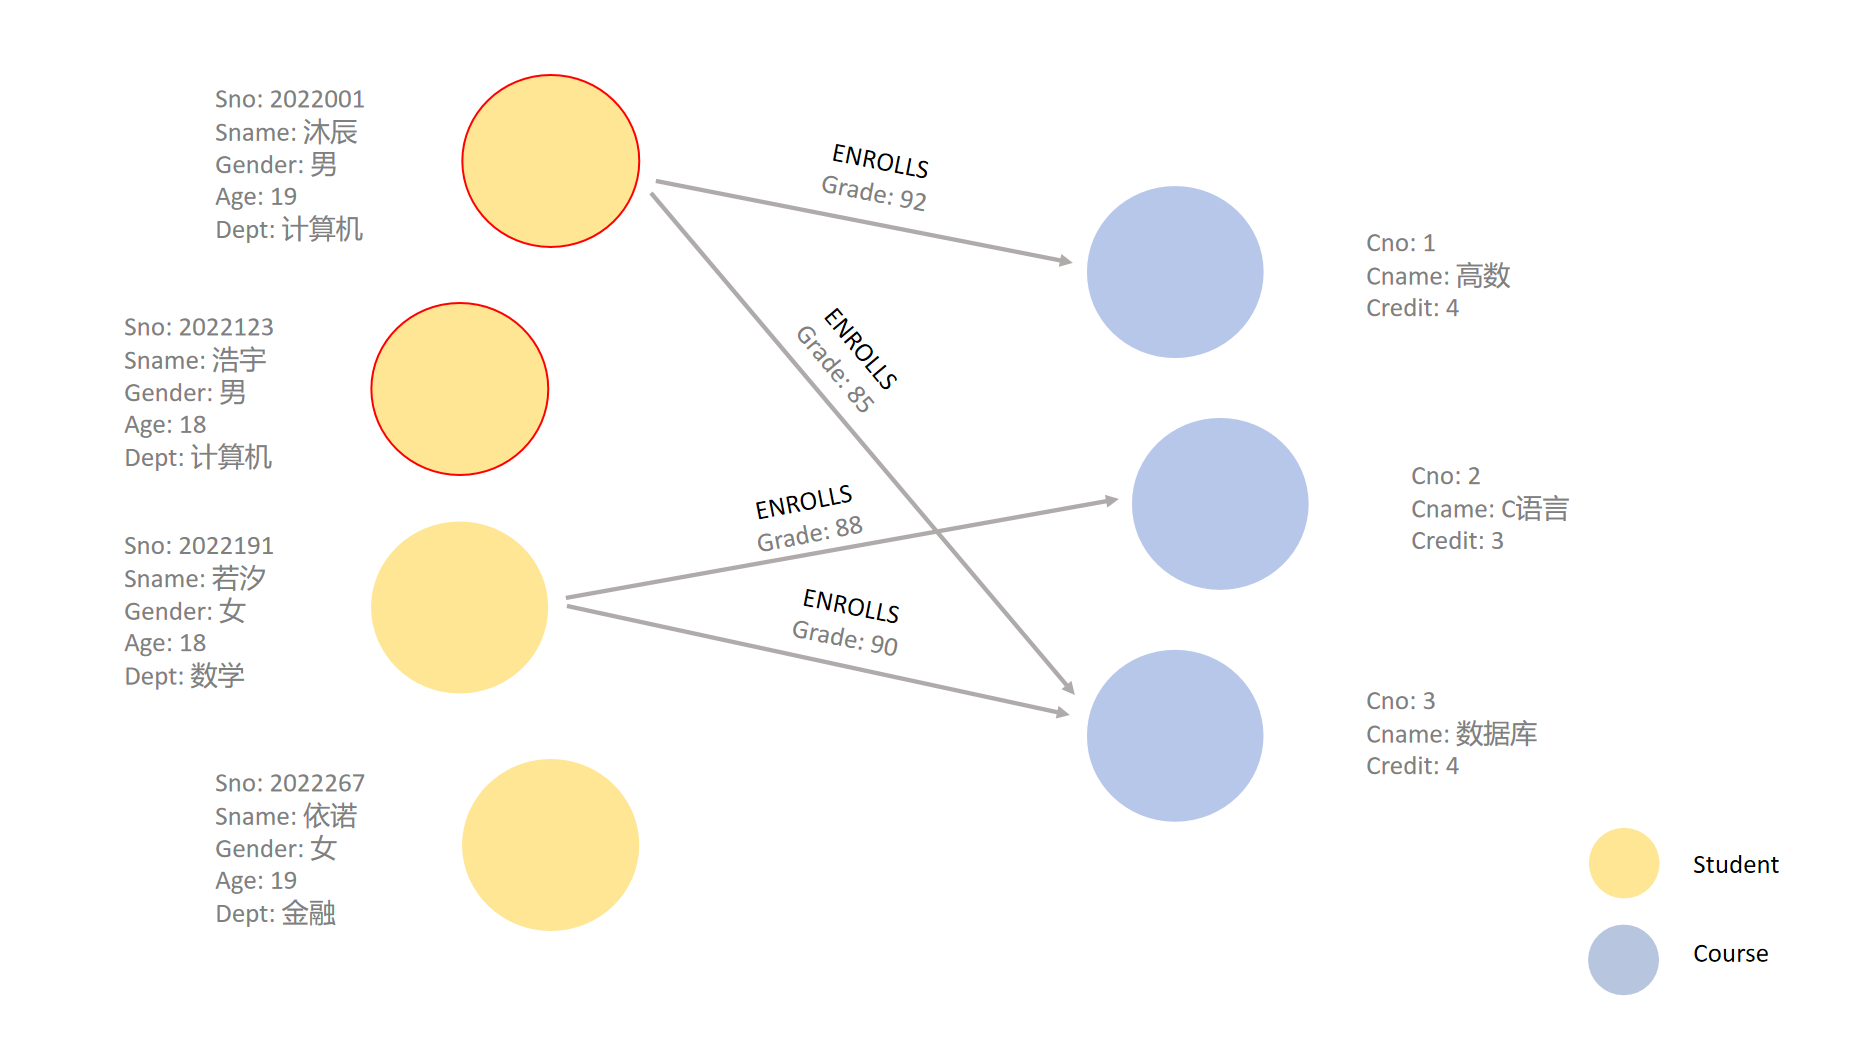 Sno: 2022001
Sname: 沐辰
Gender: 男
Age: 19
Dept: 计算机
ENROLLS
Grade: 92
Cno: 1
Cname: 高数
Credit: 4
Sno: 2022123
Sname: 浩宇
Gender: 男
Age: 18
Dept: 计算机
ENROLLS
Grade: 85
Cno: 2
Cname: C语言
Credit: 3
ENROLLS
Grade: 88
Sno: 2022191
Sname: 若汐
Gender: 女
Age: 18
Dept: 数学
ENROLLS
Grade: 90
Cno: 3
Cname: 数据库
Credit: 4
Sno: 2022267
Sname: 依诺
Gender: 女
Age: 19
Dept: 金融
Student
Course